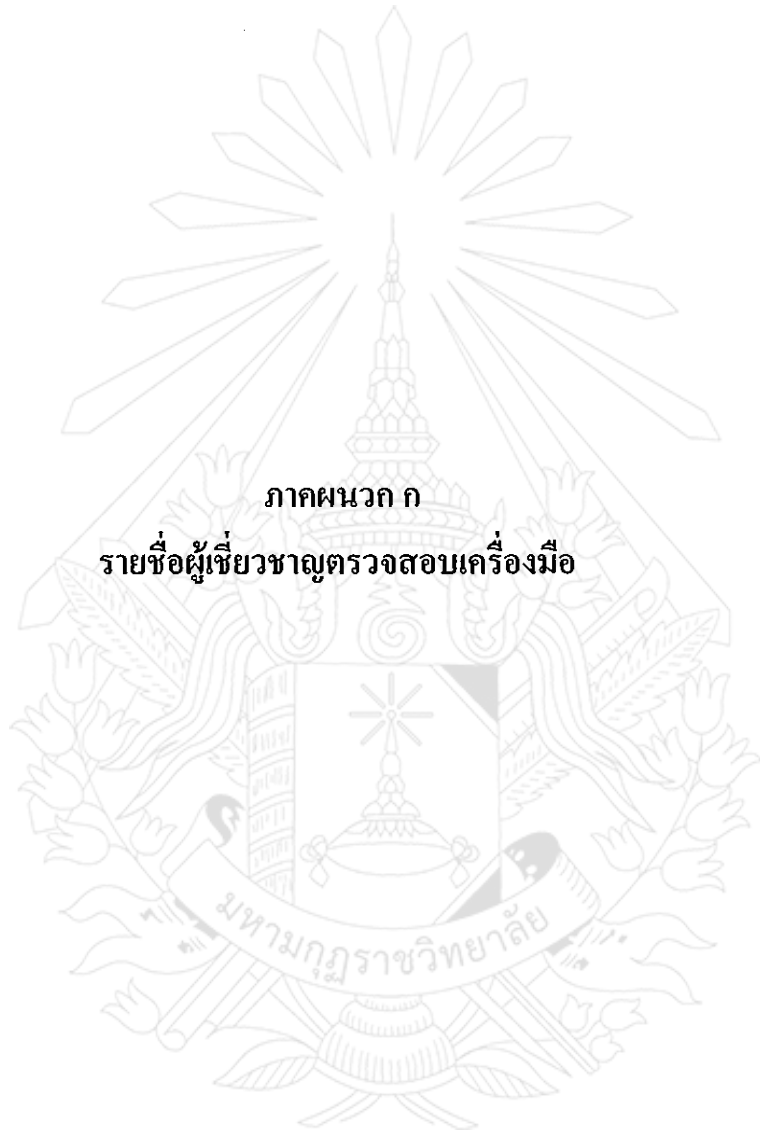 ภาคผนวก ค
รายชื่อผู้เชี่ยวชาญตรวจสอบเครื่องมือ
มหามกุฏราชวิทยาลัย